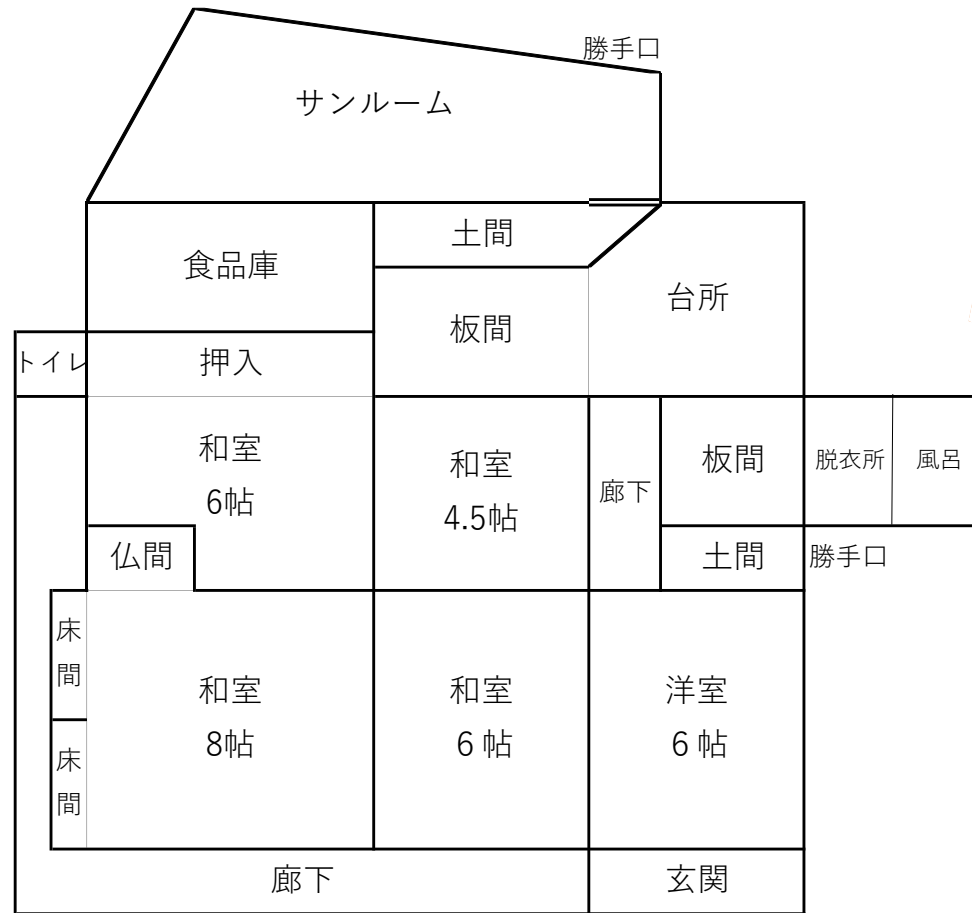 勝手口
サンルーム
土間
食品庫
台所
板間
トイレ
押入
和室
6帖
和室
4.5帖
廊下
板間
脱衣所
風呂
仏間
土間
勝手口
床
間
和室
8帖
和室
6 帖
洋室
6 帖
床
間
廊下
玄関